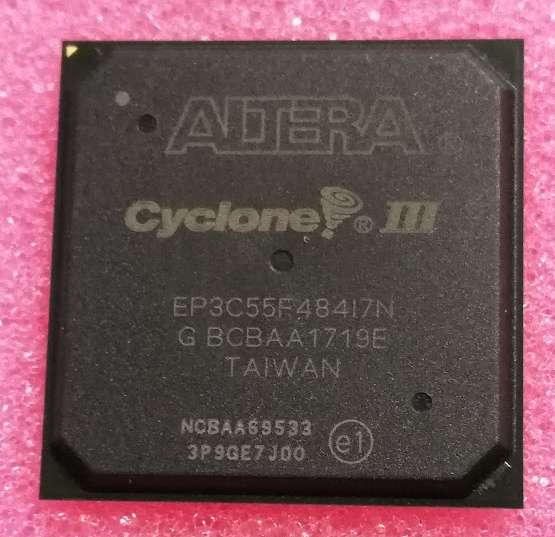 ALTERA ®
Cyclone ® III
EP3C55F484I7N
G BCBAA1719E
TAIWAN
NCBAA69533
3P9GE7J00
e1